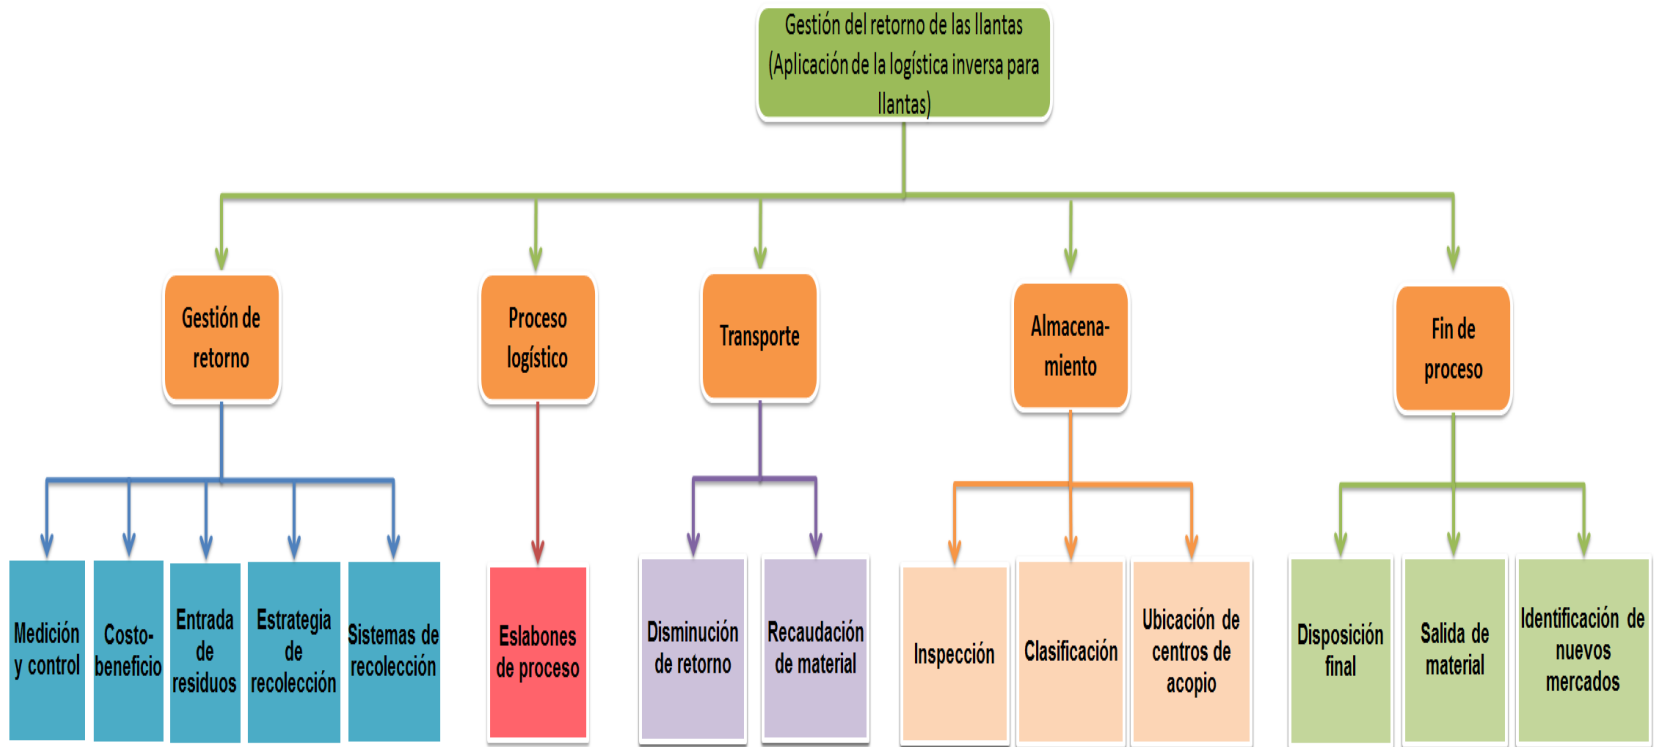 Gestión del retorno de las llantas
(Aplicación de la logística inversa para
llantas)
Gestión de
retorno
Proceso
logístico
Transporte
Almacena-
miento
Fin de
proceso
Medición
y control
Costo-
beneficio
Entrada
de
residuos
Estrategia
de
recolección
Sistemas de
recolección
Eslabones
de proceso
Disminución
de retorno
Recaudación
de material
Inspección
Clasificación
Ubicación de
centros de
acopio
Disposición
final
Salida de
material
Identificación de
nuevos
mercados